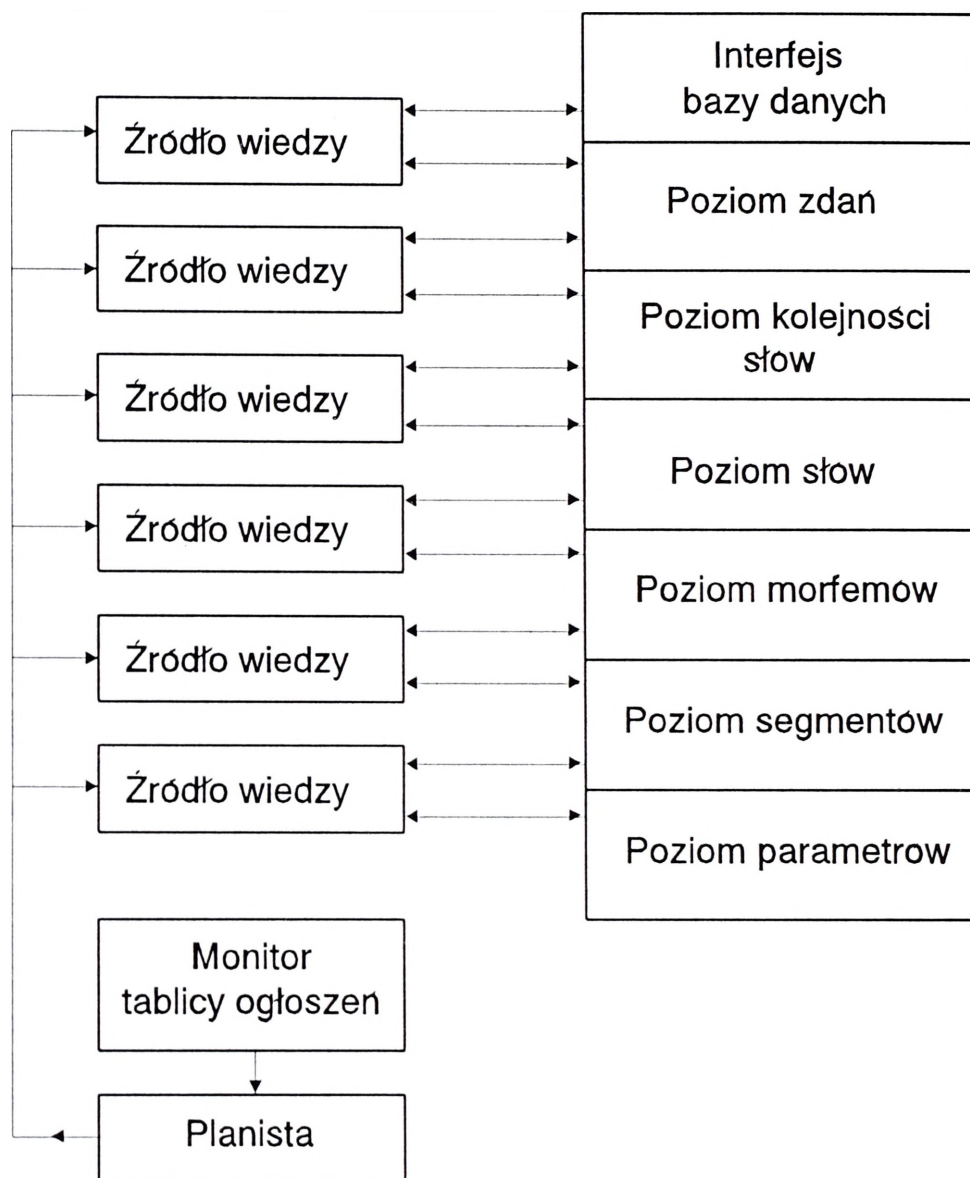 Interfejs
bazy danych
Źródło wiedzy
Poziom zdań
Źródło wiedzy
Poziom kolejności
słów
Źródło wiedzy
Poziom słów
Źródło wiedzy
Poziom morfemów
Źródło wiedzy
Poziom segmentów
Źródło wiedzy
Poziom parametrów
Monitor
tablicy ogłoszeń
Planista